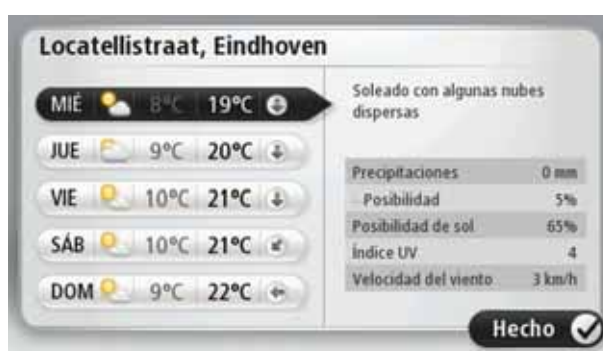 Locatellistraat, Eindhoven
MIÉ 8°C 19°C
JUE 9°C 20°C
VIE 10°C 21°C
SÁB 10°C 21°C
DOM 9°C 22°C
Soleado con algunas nubes
dispersas
Precipitaciones 0 mm
Posibilidad 5%
Posibilidad de sol 65%
Índice UV 4
Velocidad del viento 3 km/h
Hecho